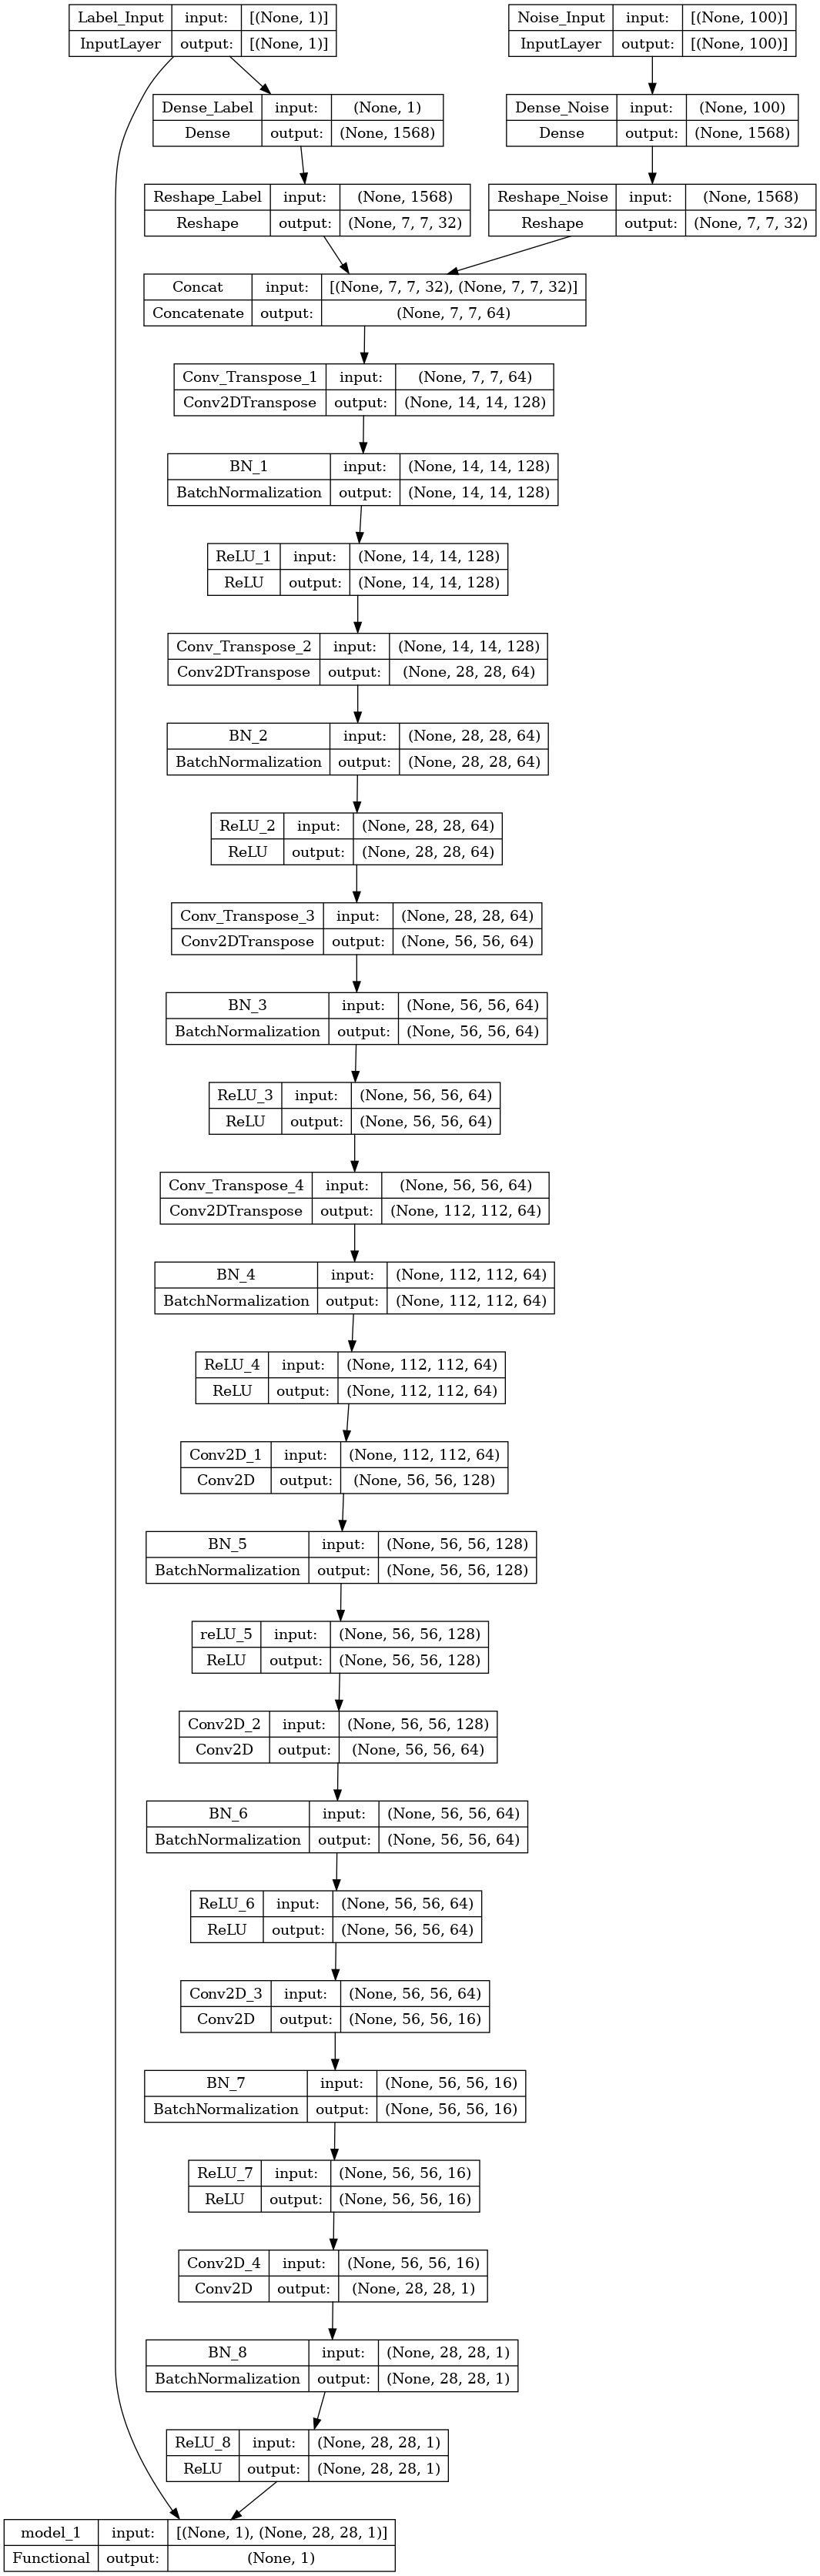 Label_Input input: [(None, 1)]
InputLayer output: [(None, 1)]
Noise_Input input: [(None, 100)]
InputLayer output: [(None, 100)]
Dense_Label input: (None, 1)
Dense output: (None, 1568)
Dense_Noise input: (None, 100)
Dense output: (None, 1568)
Reshape_Label input: (None, 1568)
Reshape output: (None, 7, 7, 32)
Reshape_Noise input: (None, 1568)
Reshape output: (None, 7, 7, 32)
Concat input: [(None, 7, 7, 32), (None, 7, 7, 32)]
Concatenate output: (None, 7, 7, 64)
Conv_Transpose_1 input: (None, 7, 7, 64)
Conv2DTranspose output: (None, 14, 14, 128)
BN_1 input: (None, 14, 14, 128)
BatchNormalization output: (None, 14, 14, 128)
ReLU_1 input: (None, 14, 14, 128)
ReLU output: (None, 14, 14, 128)
Conv_Transpose_2 input: (None, 14, 14, 128)
Conv2DTranspose output: (None, 28, 28, 64)
BN_2 input: (None, 28, 28, 64)
BatchNormalization output: (None, 28, 28, 64)
ReLU_2 input: (None, 28, 28, 64)
ReLU output: (None, 28, 28, 64)
Conv_Transpose_3 input: (None, 28, 28, 64)
Conv2DTranspose output: (None, 56, 56, 64)
BN_3 input: (None, 56, 56, 64)
BatchNormalization output: (None, 56, 56, 64)
ReLU_3 input: (None, 56, 56, 64)
ReLU output: (None, 56, 56, 64)
Conv_Transpose_4 input: (None, 56, 56, 64)
Conv2DTranspose output: (None, 112, 112, 64)
BN_4 input: (None, 112, 112, 64)
BatchNormalization output: (None, 112, 112, 64)
ReLU_4 input: (None, 112, 112, 64)
ReLU output: (None, 112, 112, 64)
Conv2D_1 input: (None, 112, 112, 64)
Conv2D output: (None, 56, 56, 128)
BN_5 input: (None, 56, 56, 128)
BatchNormalization output: (None, 56, 56, 128)
reLU_5 input: (None, 56, 56, 128)
ReLU output: (None, 56, 56, 128)
Conv2D_2 input: (None, 56, 56, 128)
Conv2D output: (None, 56, 56, 64)
BN_6 input: (None, 56, 56, 64)
BatchNormalization output: (None, 56, 56, 64)
ReLU_6 input: (None, 56, 56, 64)
ReLU output: (None, 56, 56, 64)
Conv2D_3 input: (None, 56, 56, 64)
Conv2D output: (None, 56, 56, 16)
BN_7 input: (None, 56, 56, 16)
BatchNormalization output: (None, 56, 56, 16)
ReLU_7 input: (None, 56, 56, 16)
ReLU output: (None, 56, 56, 16)
Conv2D_4 input: (None, 56, 56, 16)
Conv2D output: (None, 28, 28, 1)
BN_8 input: (None, 28, 28, 1)
BatchNormalization output: (None, 28, 28, 1)
ReLU_8 input: (None, 28, 28, 1)
ReLU output: (None, 28, 28, 1)
model_1 input: [(None, 1), (None, 28, 28, 1)]
Functional output: (None, 1)